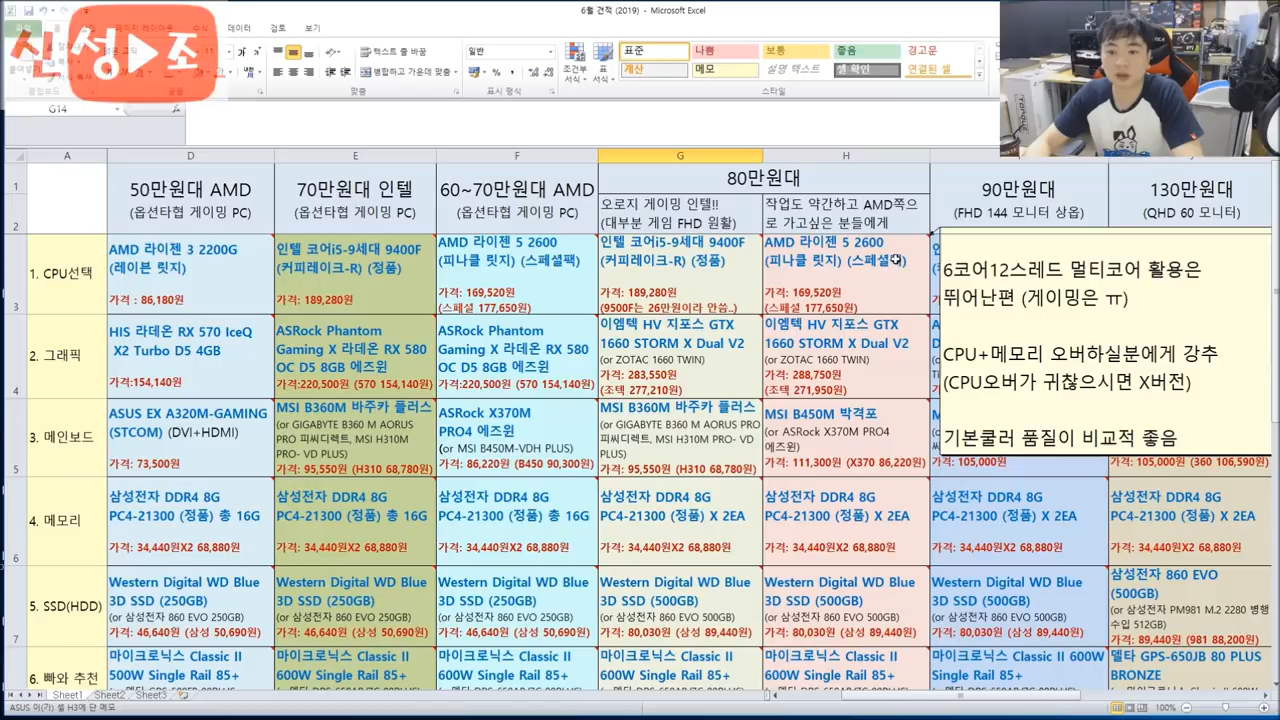 6월 견적 (2019) - Microsoft Excel
데이터 검토 보기
신성조
텍스트 줄 바꿈
일반
표준 나쁨 보통 좋음 경고문
병합하고 가운데 맞춤
조건부 서식
표 서식
계산 메모 설명 텍스트 셀 확인 연결된 셀
맞춤 표시 형식 스타일
G14
A D E F G H
1
2
50만원대 AMD
(옵션타협 게이밍 PC)
70만원대 인텔
(옵션타협 게이밍 PC)
60~70만원대 AMD
(옵션타협 게이밍 PC)
80만원대
오로지 게이밍 인텔!!
(대부분 게임 FHD 원활)
작업도 약간하고 AMD쪽으
로 가고싶은 분들에게
90만원대
(FHD 144 모니터 상옵)
130만원대
(QHD 60 모니터)
1. CPU선택
3
AMD 라이젠 3 2200G
(레이븐 릿지)
가격 : 86,180원
인텔 코어i5-9세대 9400F
(커피레이크-R) (정품)
가격: 189,280원
AMD 라이젠 5 2600
(피나클 릿지) (스페셜팩)
가격: 169,520원
(스페셜 177,650원)
인텔 코어i5-9세대 9400F
(커피레이크-R) (정품)
가격: 189,280원
(9500F는 26만원이라 안씀..)
AMD 라이젠 5 2600
(피나클 릿지) (스페셜팩)
가격: 169,520원
(스페셜 177,650원)
6코어12스레드 멀티코어 활용은
뛰어난편 (게이밍은 ㅠ)
CPU+메모리 오버하실분에게 강추
(CPU오버가 귀찮으시면 X버전)
기본쿨러 품질이 비교적 좋음
2. 그래픽
4
HIS 라데온 RX 570 IceQ
X2 Turbo D5 4GB
가격:154,140원
ASRock Phantom
Gaming X 라데온 RX 580
OC D5 8GB 에즈윈
가격:220,500원 (570 154,140원)
ASRock Phantom
Gaming X 라데온 RX 580
OC D5 8GB 에즈윈
가격:220,500원 (570 154,140원)
이엠텍 HV 지포스 GTX
1660 STORM X Dual V2
(or ZOTAC 1660 TWIN)
가격: 283,550원
(조텍 277,210원)
이엠텍 HV 지포스 GTX
1660 STORM X Dual V2
(or ZOTAC 1660 TWIN)
가격: 288,750원
(조텍 271,950원)
3. 메인보드
5
ASUS EX A320M-GAMING
(STCOM) (DVI+HDMI)
가격: 73,500원
MSI B360M 바주카 플러스
(or GIGABYTE B360 M AORUS
PRO 피씨디렉트, MSI H310M
PRO- VD PLUS)
가격: 95,550원 (H310 68,780원)
ASRock X370M
PRO4 에즈윈
(or MSI B450M-VDH PLUS)
가격: 86,220원 (B450 90,300원)
MSI B360M 바주카 플러스
(or GIGABYTE B360 M AORUS
PRO 피씨디렉트, MSI H310M PRO- VD
PLUS)
가격: 95,550원 (H310 68,780원)
MSI B450M 박격포
(or ASRock X370M PRO4
에즈윈)
가격: 111,300원 (X370 86,220원)
가격: 105,000원
가격: 105,000원 (360 106,590원)
4. 메모리
6
삼성전자 DDR4 8G
PC4-21300 (정품) 총 16G
가격: 34,440원X2 68,880원
삼성전자 DDR4 8G
PC4-21300 (정품) 총 16G
가격: 34,440원X2 68,880원
삼성전자 DDR4 8G
PC4-21300 (정품) 총 16G
가격: 34,440원X2 68,880원
삼성전자 DDR4 8G
PC4-21300 (정품) X 2EA
가격: 34,440원X2 68,880원
삼성전자 DDR4 8G
PC4-21300 (정품) X 2EA
가격: 34,440원X2 68,880원
삼성전자 DDR4 8G
PC4-21300 (정품) X 2EA
가격: 34,440원X2 68,880원
삼성전자 DDR4 8G
PC4-21300 (정품) X 2EA
가격: 34,440원X2 68,880원
5. SSD(HDD)
7
Western Digital WD Blue
3D SSD (250GB)
(or 삼성전자 860 EVO 250GB)
가격: 46,640원 (삼성 50,690원)
Western Digital WD Blue
3D SSD (250GB)
(or 삼성전자 860 EVO 250GB)
가격: 46,640원 (삼성 50,690원)
Western Digital WD Blue
3D SSD (250GB)
(or 삼성전자 860 EVO 250GB)
가격: 46,640원 (삼성 50,690원)
Western Digital WD Blue
3D SSD (500GB)
(or 삼성전자 860 EVO 500GB)
가격: 80,030원 (삼성 89,440원)
Western Digital WD Blue
3D SSD (500GB)
(or 삼성전자 860 EVO 500GB)
가격: 80,030원 (삼성 89,440원)
Western Digital WD Blue
3D SSD (500GB)
(or 삼성전자 860 EVO 500GB)
가격: 80,030원 (삼성 89,440원)
삼성전자 860 EVO
(500GB)
(or 삼성전자 PM981 M.2 2280 병행
수입 512GB)
가격: 89,440원 (981 88,200원)
6. 빠와 추천
마이크로닉스 Classic II
500W Single Rail 85+
마이크로닉스 Classic II
600W Single Rail 85+
마이크로닉스 Classic II
600W Single Rail 85+
마이크로닉스 Classic II
600W Single Rail 85+
마이크로닉스 Classic II
600W Single Rail 85+
마이크로닉스 Classic II 600W
Single Rail 85+
델타 GPS-650JB 80 PLUS
BRONZE
Sheet1 Sheet2 Sheet3
ASUS 이(가) 셀 H3에 단 메모
100%